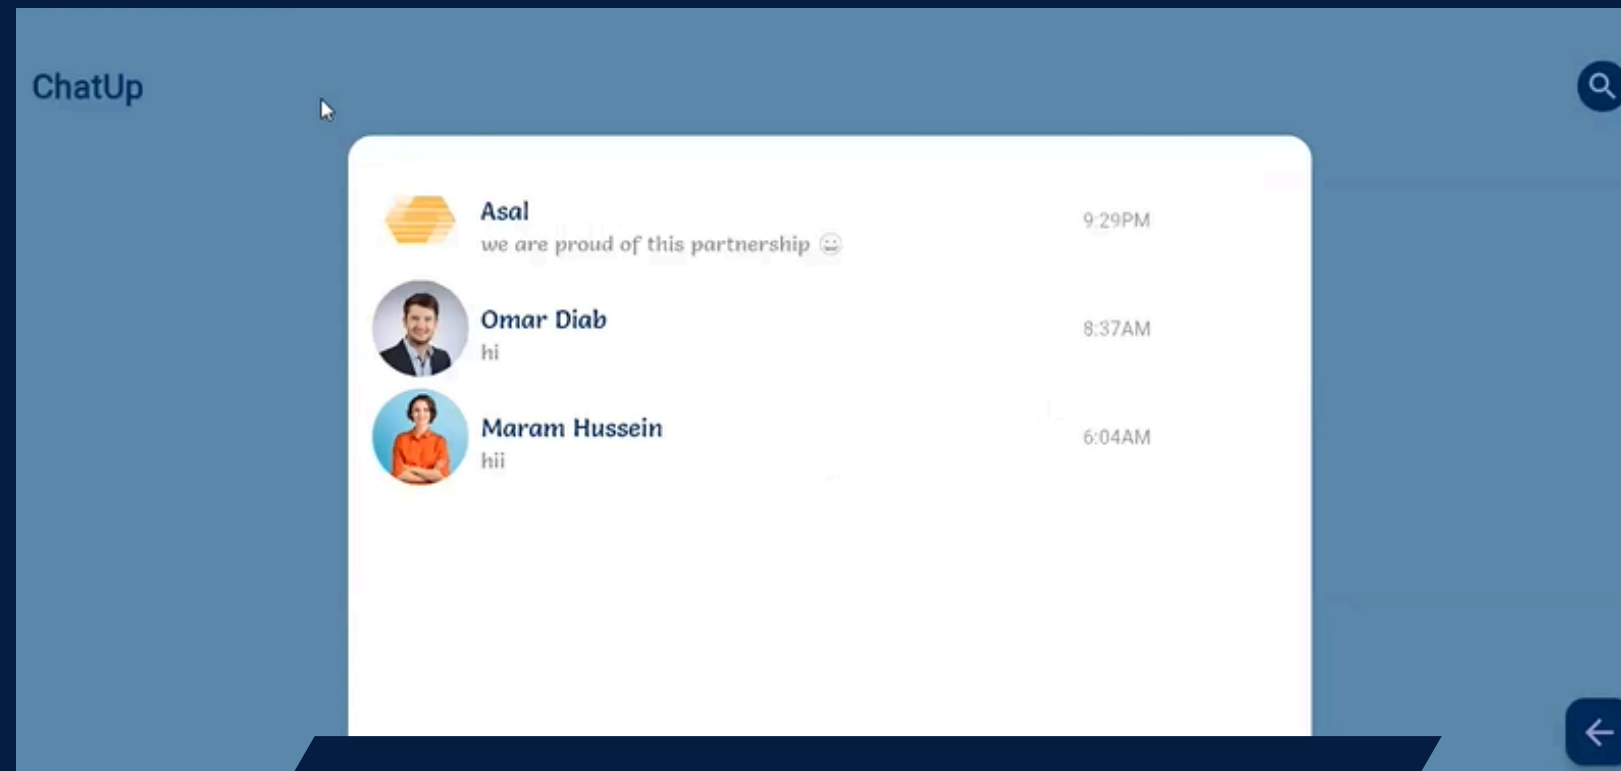 ChatUp
Asal
9:29PM
we are proud of this partnership 😀
Omar Diab
8:37AM
hi
Maram Hussein
6:04AM
hii